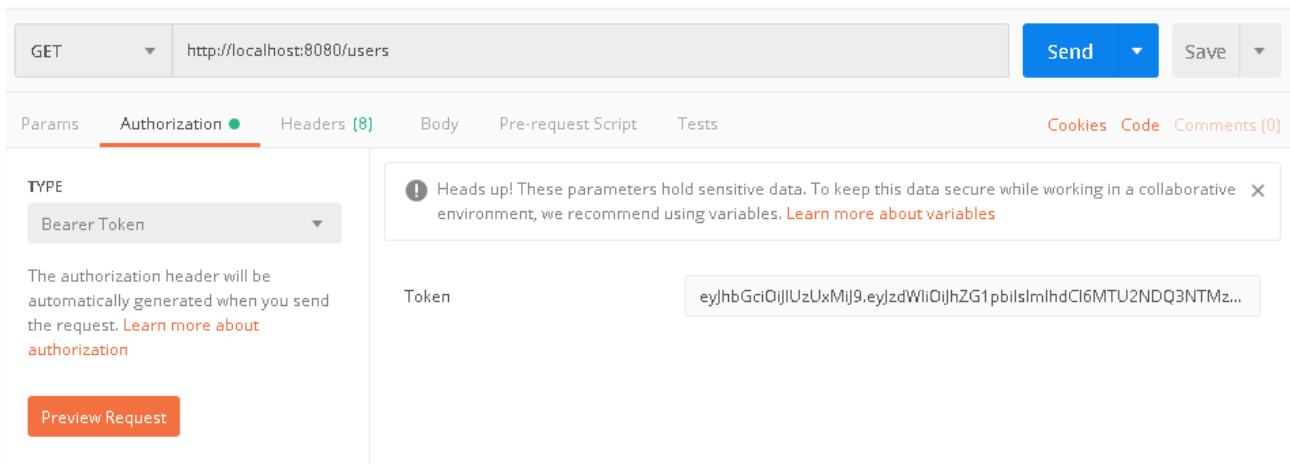 GET http://localhost:8080/users Send Save
Params Authorization Headers (8) Body Pre-request Script Tests Cookies Code Comments (0)
TYPE
Bearer Token
The authorization header will be
automatically generated when you send
the request. Learn more about
authorization
Preview Request
Heads up! These parameters hold sensitive data. To keep this data secure while working in a collaborative
environment, we recommend using variables. Learn more about variables
Token eyJhbGciOiJIUzUxMiJ9.eyJzdWIiOiJhZG1pbiIsImlhdCI6MTU2NDQ3NTMz...